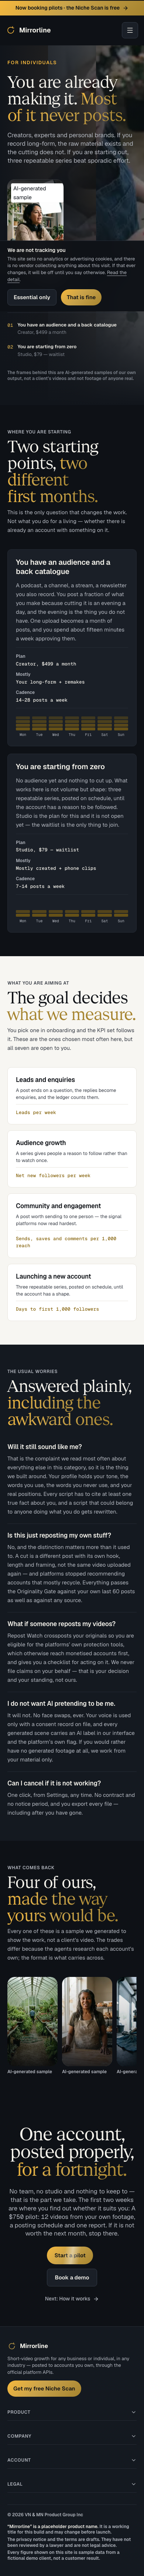 Now booking pilots · the Niche Scan is free →
Mirrorline
FOR INDIVIDUALS
You are already
making it. Most
of it never posts.
Creators, experts and personal brands. If you
record long-form, the raw material exists and
the cutting does not. If you are starting out,
three repeatable series beat sporadic effort.
AI-generated
sample
We are not tracking you
This site sets no analytics or advertising cookies, and there is
no vendor collecting anything about this visit. If that ever
changes, it will be off until you say otherwise. Read the
detail.
Essential only
That is fine
01 You have an audience and a back catalogue
Creator, $499 a month
02 You are starting from zero
Studio, $79 — waitlist
The frames behind this are AI-generated samples of our own
output, not a client's videos and not footage of anyone real.
WHERE YOU ARE STARTING
Two starting
points, two
different
first months.
This is the only question that changes the work.
Not what you do for a living — whether there is
already an account with something on it.
You have an audience and a
back catalogue
A podcast, a channel, a stream, a newsletter
you also record. You post a fraction of what
you make because cutting it is an evening a
day, and the evening is what you do not
have. One upload becomes a month of
posts, and you spend about fifteen minutes
a week approving them.
Plan
Creator, $499 a month
Mostly
Your long-form + remakes
Cadence
14–28 posts a week
Mon Tue Wed Thu Fri Sat Sun
You are starting from zero
No audience yet and nothing to cut up. What
works here is not volume but shape: three
repeatable series, posted to schedule, until
the account has a reason to be followed.
Studio is the plan for this and it is not on
yet — the waitlist is the only thing to join.
Plan
Studio, $79 — waitlist
Mostly
Mostly created + phone clips
Cadence
7–14 posts a week
Mon Tue Wed Thu Fri Sat Sun
WHAT YOU ARE AIMING AT
The goal decides
what we measure.
You pick one in onboarding and the KPI set follows
it. These are the ones chosen most often here, but
all seven are open to you.
Leads and enquiries
A post ends on a question, the replies become
enquiries, and the ledger counts them.
Leads per week
Audience growth
A series gives people a reason to follow rather than
to watch once.
Net new followers per week
Community and engagement
A post worth sending to one person — the signal
platforms now read hardest.
Sends, saves and comments per 1,000
reach
Launching a new account
Three repeatable series, posted on schedule, until
the account has a shape.
Days to first 1,000 followers
THE USUAL WORRIES
Answered plainly,
including the
awkward ones.
Will it still sound like me?
That is the complaint we read most often about
everything else in this category, so it is the thing
we built around. Your profile holds your tone, the
words you use, the words you never use, and your
real positions. Every script has to cite at least one
true fact about you, and a script that could belong
to anyone doing what you do gets rewritten.
Is this just reposting my own stuff?
No, and the distinction matters more than it used
to. A cut is a different post with its own hook,
length and framing, not the same video uploaded
again — and platforms stopped recommending
accounts that mostly recycle. Everything passes
the Originality Gate against your own last 60 posts
as well as against any source.
What if someone reposts my videos?
Repost Watch crossposts your originals so you are
eligible for the platforms' own protection tools,
which otherwise reach monetised accounts first,
and gives you a checklist for acting on it. We never
file claims on your behalf — that is your decision
and your standing, not ours.
I do not want AI pretending to be me.
It will not. No face swaps, ever. Your voice is used
only with a consent record on file, and every
generated scene carries an AI label in our interface
and the platform's own flag. If you would rather
have no generated footage at all, we work from
your material only.
Can I cancel if it is not working?
One click, from Settings, any time. No contract and
no notice period, and you export every file —
including any you have gone.
WHAT COMES BACK
Four of ours,
made the way
yours would be.
Every one of these is a sample we generated to
show the work, not a client's video. The trades
differ because the agents research each account's
own niche; the format is what carries across.
AI-generated sample
AI-generated sample
One account,
posted properly,
for a fortnight.
No team, no studio and nothing to keep to —
that is the part we take. The first two weeks
are where you find out whether it suits you. A
$750 pilot: 12 videos from your own footage,
a posting schedule and one report. If it is not
worth the next month, stop there.
Start a pilot
Book a demo
Next: How it works →
Mirrorline
Short-video growth for any business or individual, in any
industry — posted to accounts you own, through the
official platform APIs.
Get my free Niche Scan
PRODUCT
COMPANY
ACCOUNT
LEGAL
© 2026 VN & MN Product Group Inc
"Mirrorline" is a placeholder product name. It is a working
title for this build and may change before launch.
The privacy notice and the terms are drafts. They have not
been reviewed by a lawyer and are not legal advice.
Every figure shown on this site is sample data from a
fictional demo client, not a customer result.